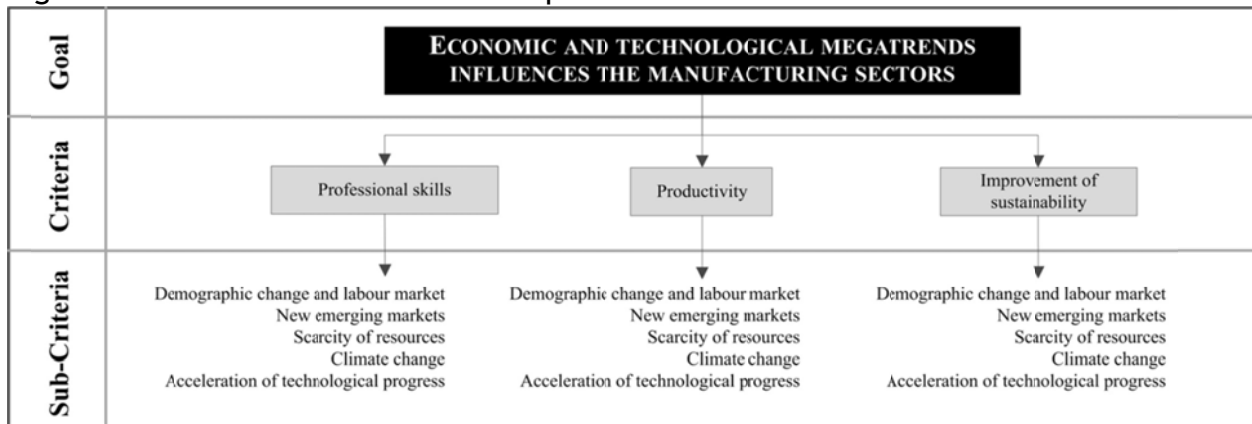 Goal
ECONOMIC AND TECHNOLOGICAL MEGATRENDS
INFLUENCES THE MANUFACTURING SECTORS
Criteria
Professional skills
Productivity
Improvement of
sustainability
Sub-Criteria
Demographic change and labour market
New emerging markets
Scarcity of resources
Climate change
Acceleration of technological progress
Demographic change and labour market
New emerging markets
Scarcity of resources
Climate change
Acceleration of technological progress
Demographic change and labour market
New emerging markets
Scarcity of resources
Climate change
Acceleration of technological progress